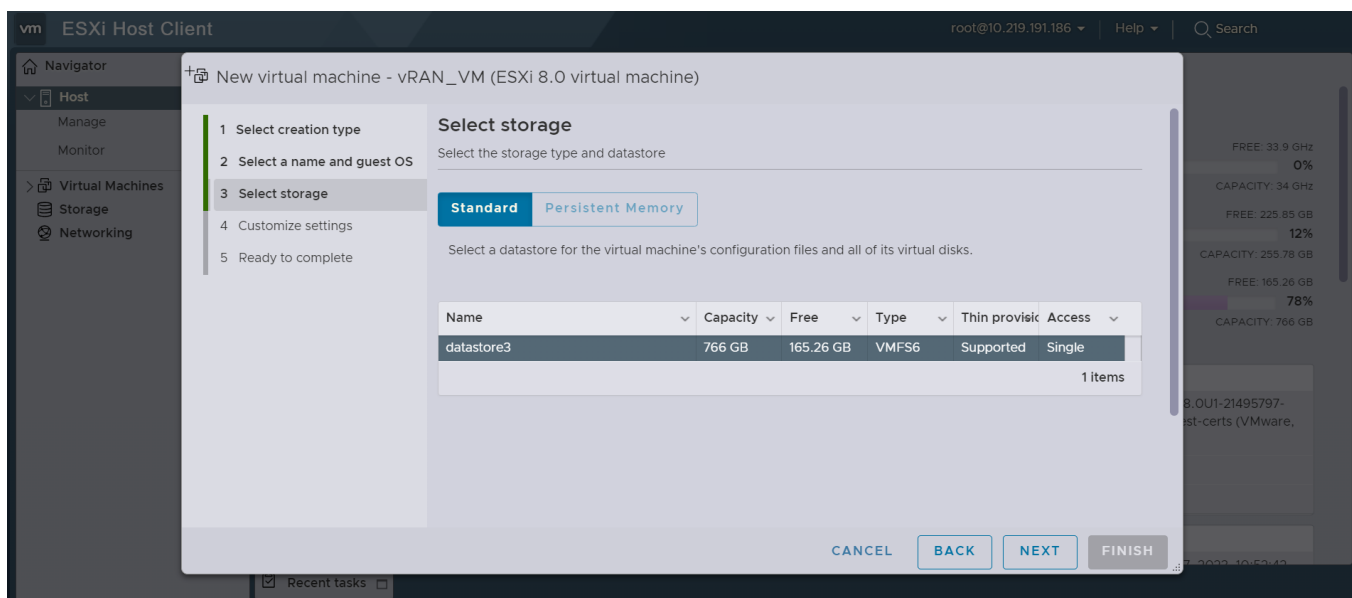 vm ESXi Host Client
root@10.219.191.186 Help Search
Navigator
Host
Manage
Monitor
Virtual Machines
Storage
Networking
New virtual machine - vRAN_VM (ESXi 8.0 virtual machine)
1 Select creation type
2 Select a name and guest OS
3 Select storage
4 Customize settings
5 Ready to complete
Select storage
Select the storage type and datastore
Standard Persistent Memory
Select a datastore for the virtual machine's configuration files and all of its virtual disks.
Name Capacity Free Type Thin provisic Access
datastore3 766 GB 165.26 GB VMFS6 Supported Single
1 items
CANCEL BACK NEXT FINISH
FREE: 33.9 GHz
0%
CAPACITY: 34 GHz
FREE: 225.85 GB
12%
CAPACITY: 255.78 GB
FREE: 165.26 GB
78%
CAPACITY: 766 GB
8.0U1-21495797-
est-certs (VMware,
Recent tasks